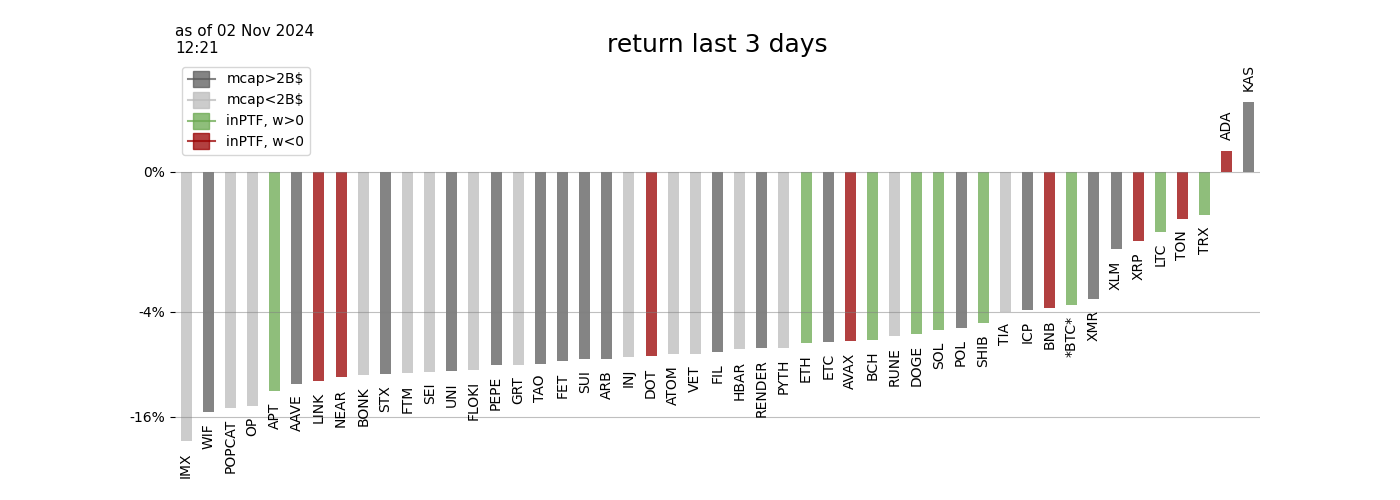 as of 02 Nov 2024
12:21
return last 3 days
mcap>2B$
mcap<2B$
inPTF, w>0
inPTF, w<0
0%
-4%
-16%
IMX
WIF
POPCAT
OP
APT
AAVE
LINK
NEAR
BONK
STX
FTM
SEI
UNI
FLOKI
PEPE
GRT
TAO
FET
SUI
ARB
INJ
DOT
ATOM
VET
FIL
HBAR
RENDER
PYTH
ETH
ETC
AVAX
BCH
RUNE
DOGE
SOL
POL
SHIB
TIA
ICP
BNB
*BTC*
XMR
XLM
XRP
LTC
TON
TRX
ADA
KAS